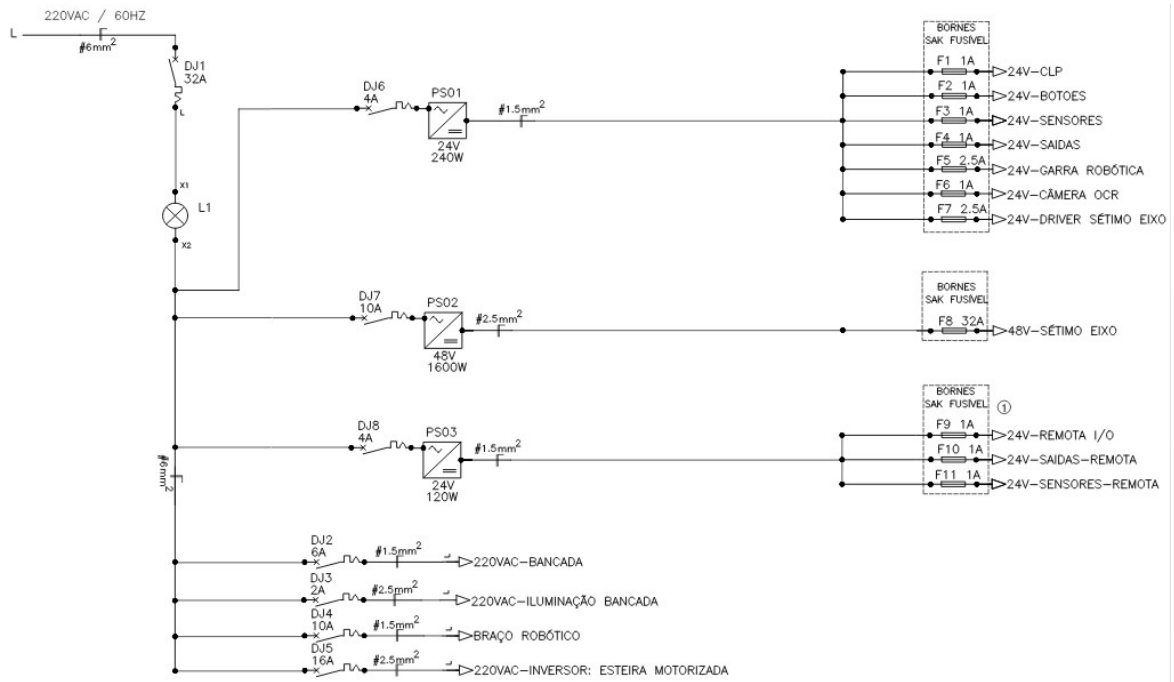 220VAC / 60HZ
L
#6mm²
DJ1
32A
L
X1
L1
X2
DJ6
4A
PS01
24V
240W
#1.5mm²
BORNES
SAK FUSÍVEL
F1 1A
24V-CLP
F2 1A
24V-BOTOES
F3 1A
24V-SENSORES
F4 1A
24V-SAIDAS
F5 2.5A
24V-GARRA ROBÓTICA
F6 1A
24V-CÂMERA OCR
F7 2.5A
24V-DRIVER SÉTIMO EIXO
DJ7
10A
PS02
48V
1600W
#2.5mm²
BORNES
SAK FUSÍVEL
F8 32A
48V-SÉTIMO EIXO
DJ8
4A
PS03
24V
120W
#1.5mm²
BORNES
SAK FUSÍVEL
1
F9 1A
24V-REMOTA I/O
F10 1A
24V-SAIDAS-REMOTA
F11 1A
24V-SENSORES-REMOTA
#6mm²
DJ2
6A
#1.5mm²
220VAC-BANCADA
DJ3
2A
#2.5mm²
220VAC-ILUMINAÇÃO BANCADA
DJ4
10A
#1.5mm²
BRAÇO ROBÓTICO
DJ5
16A
#2.5mm²
220VAC-INVERSOR: ESTEIRA MOTORIZADA